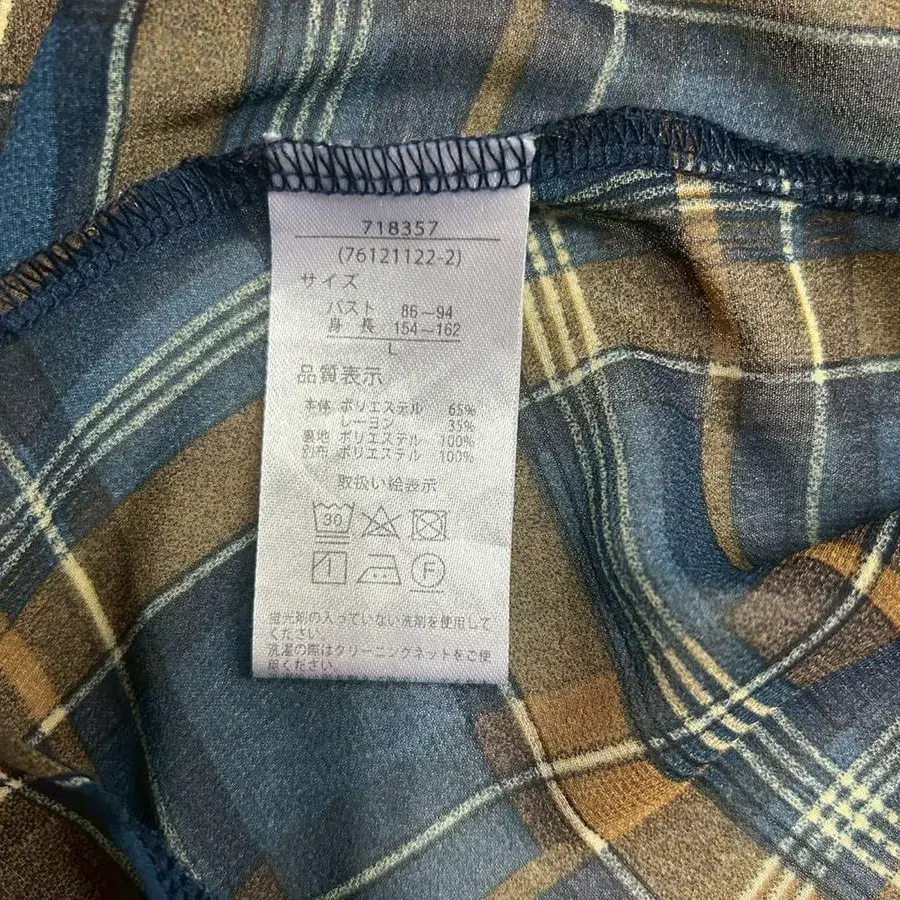 718357
(76121122-2)
サイズ
バスト 86〜94
身長 154〜162
L
品質表示
本体 ポリエステル 65%
レーヨン 35%
裏地 ポリエステル 100%
別布 ポリエステル 100%
取扱い絵表示
30
F
蛍光剤の入っていない洗剤を使用して
ください。
洗濯の際はクリーニングネットをご使
用ください。